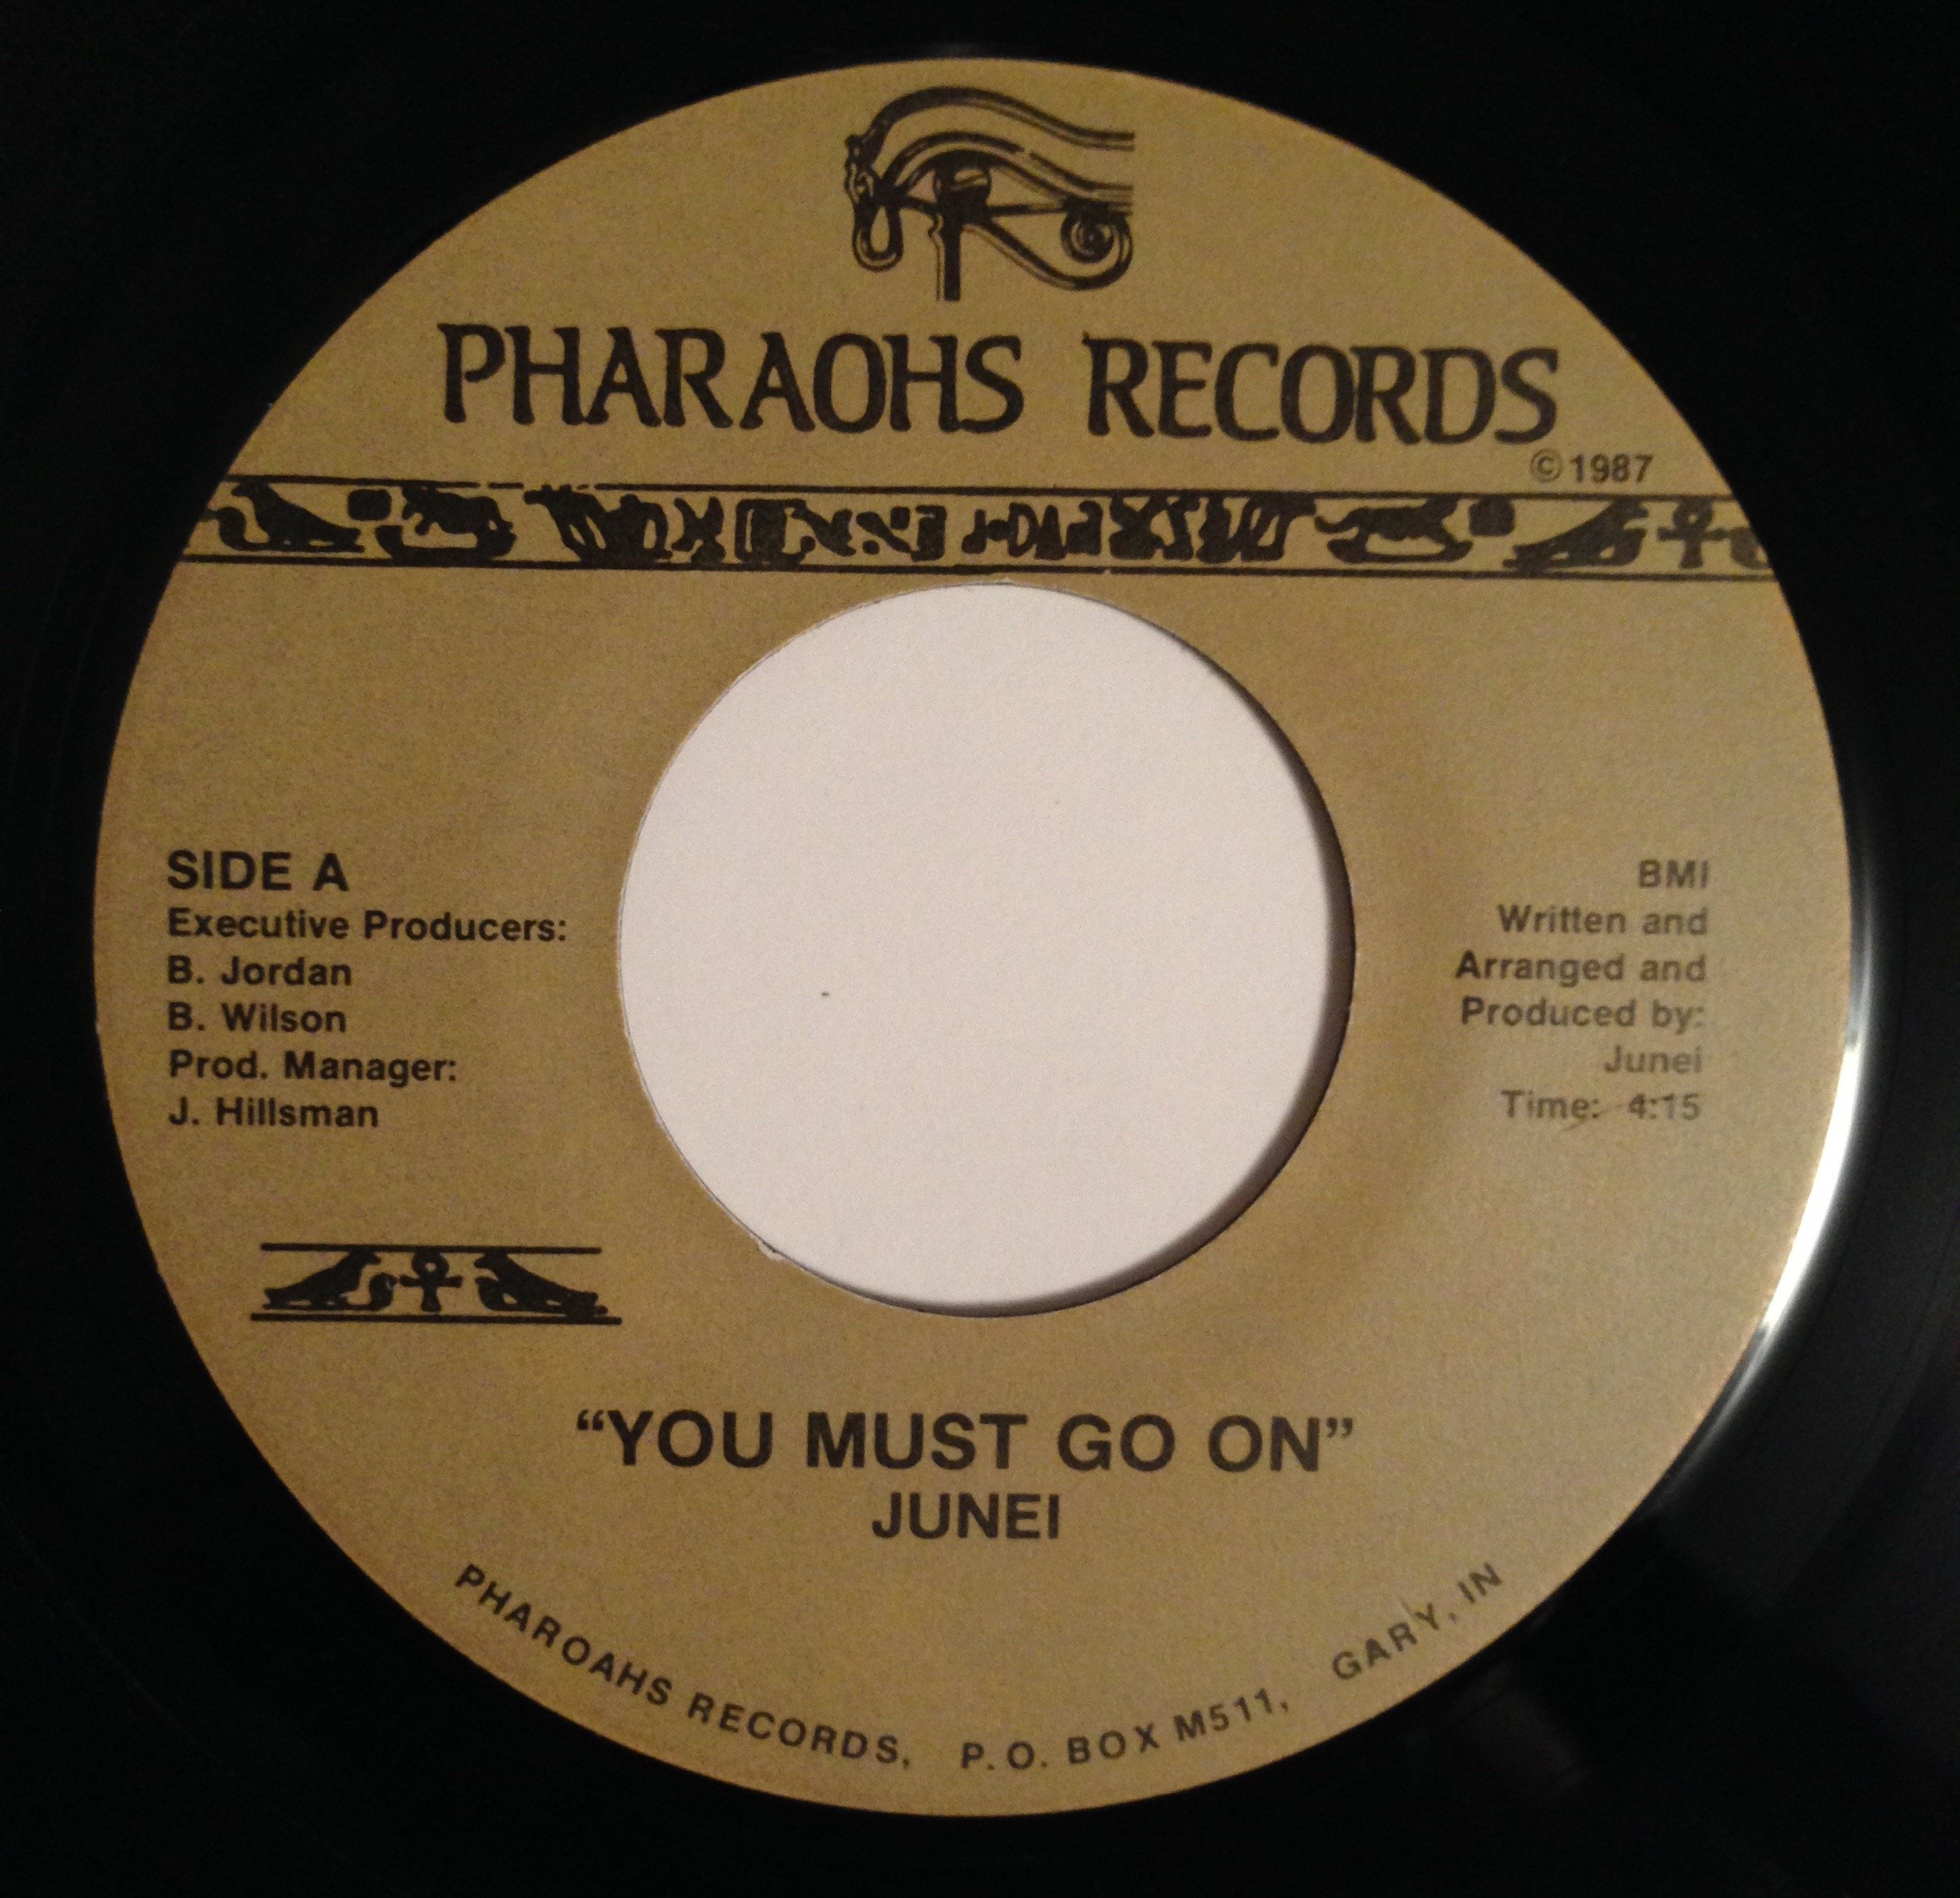 PHARAOHS RECORDS
©1987
SIDE A
Executive Producers:
B. Jordan
B. Wilson
Prod. Manager:
J. Hillsman
BMI
Written and
Arranged and
Produced by:
Junei
Time: 4:15
“YOU MUST GO ON”
JUNEI
PHAROAHS RECORDS, P.O. BOX M511, GARY, IN